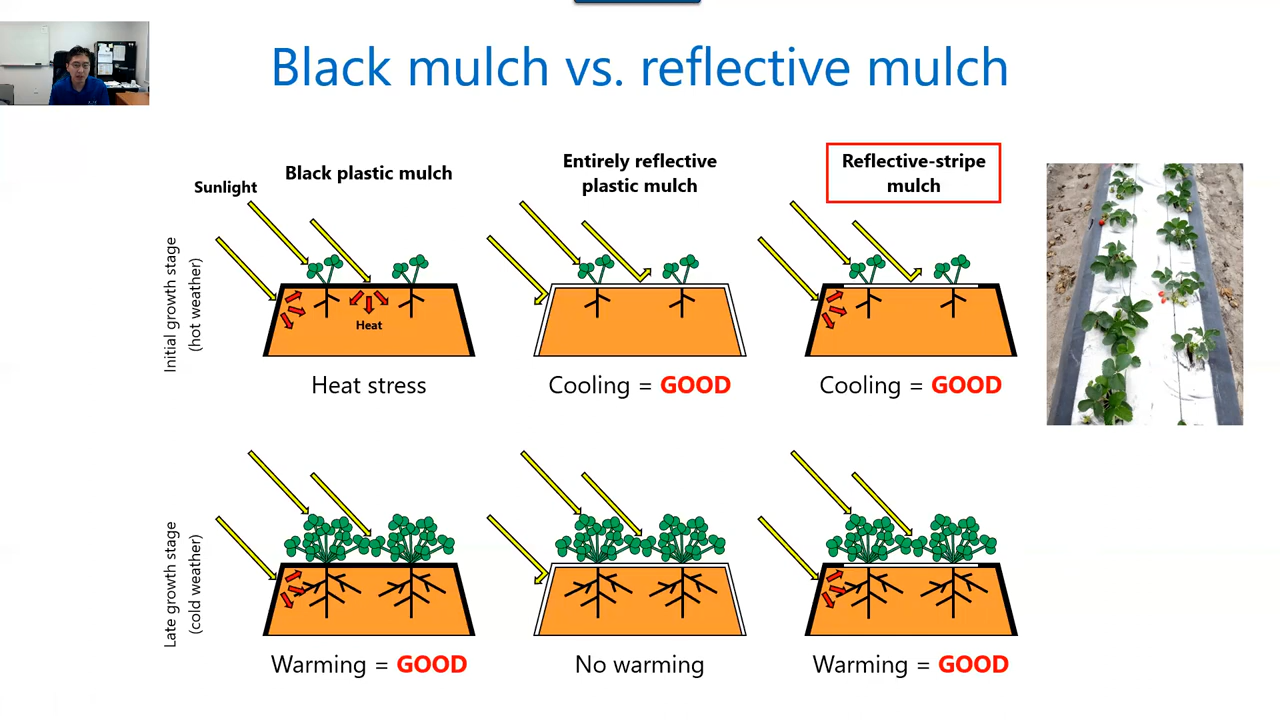 Black mulch vs. reflective mulch
Sunlight
Black plastic mulch
Entirely reflective
plastic mulch
Reflective-stripe
mulch
Initial growth stage
(hot weather)
Heat
Heat stress
Cooling = GOOD
Cooling = GOOD
Late growth stage
(cold weather)
Warming = GOOD
No warming
Warming = GOOD